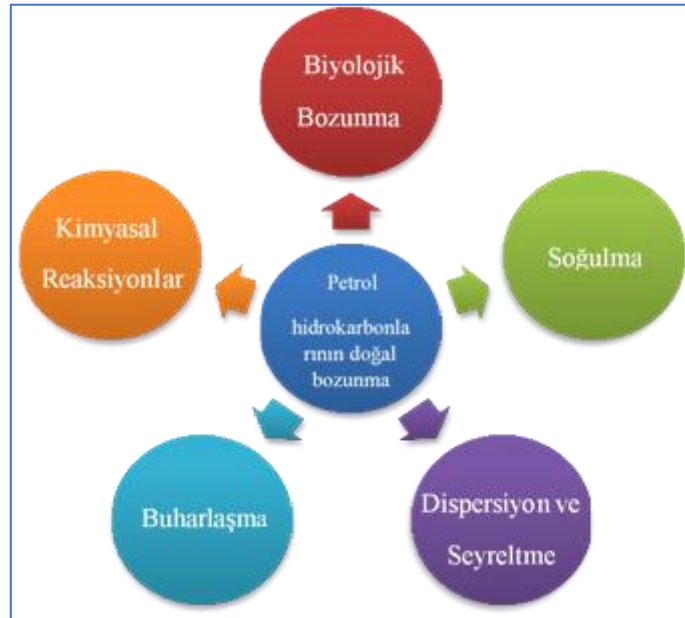 Biyolojik
Bozunma
Kimyasal
Reaksiyonlar
Soğulma
Petrol
hidrokarbonla
rının doğal
bozunma
Buharlaşma
Dispersiyon ve
Seyreltme